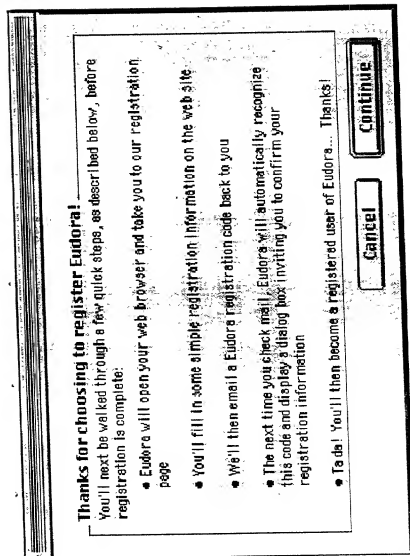 Thanks for choosing to register Eudora!
You'll next be walked through a few quick steps, as described below, before
registration is complete:
• Eudora will open your web browser and take you to our registration
page
• You'll fill in some simple registration information on the web site
• We'll then email a Eudora registration code back to you
• The next time you check mail, Eudora will automatically recognize
this code and display a dialog box inviting you to confirm your
registration information
• Tada! You'll then become a registered user of Eudora... Thanks!
Cancel
Continue